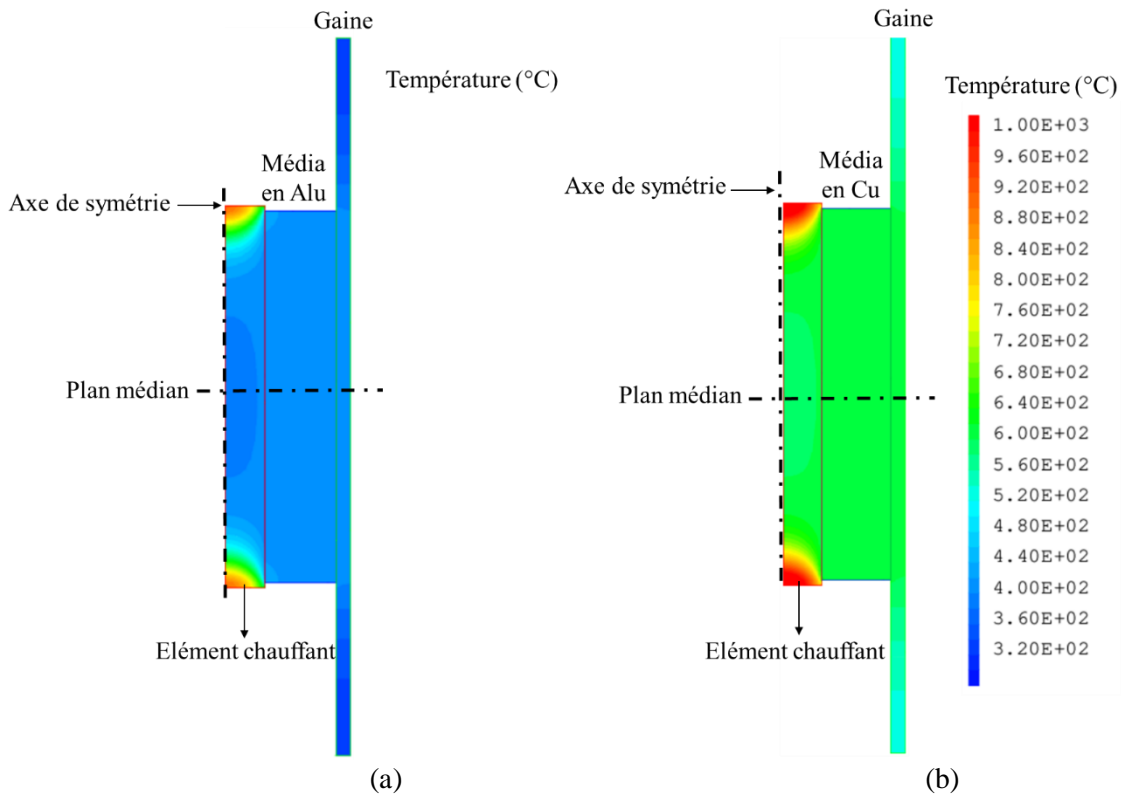 Gaine
Température (°C)
Média
en Alu
Axe de symétrie
Plan médian
Elément chauffant
(a)
Gaine
Température (°C)
Média
en Cu
Axe de symétrie
Plan médian
Elément chauffant
1.00E+03
9.60E+02
9.20E+02
8.80E+02
8.40E+02
8.00E+02
7.60E+02
7.20E+02
6.80E+02
6.40E+02
6.00E+02
5.60E+02
5.20E+02
4.80E+02
4.40E+02
4.00E+02
3.60E+02
3.20E+02
(b)